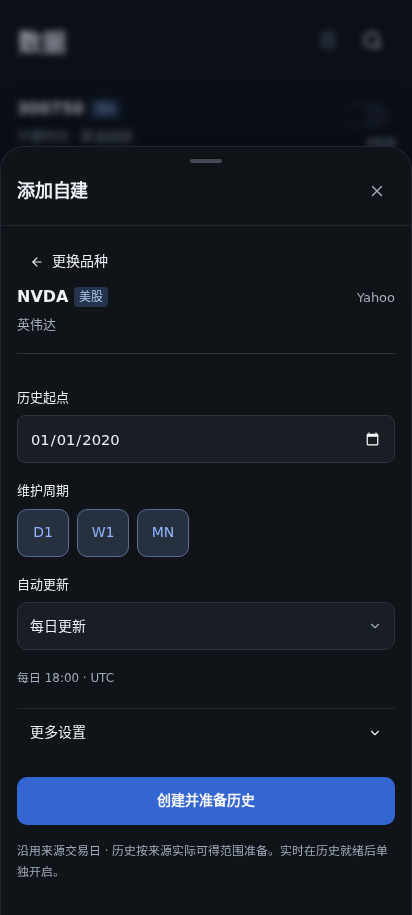 数据
300750
添加自建
更换品种
NVDA 美股 Yahoo
英伟达
历史起点
01/01/2020
维护周期
D1 W1 MN
自动更新
每日更新
每日 18:00 · UTC
更多设置
创建并准备历史
沿用来源交易日 · 历史按来源实际可得范围准备。实时在历史就绪后单
独开启。